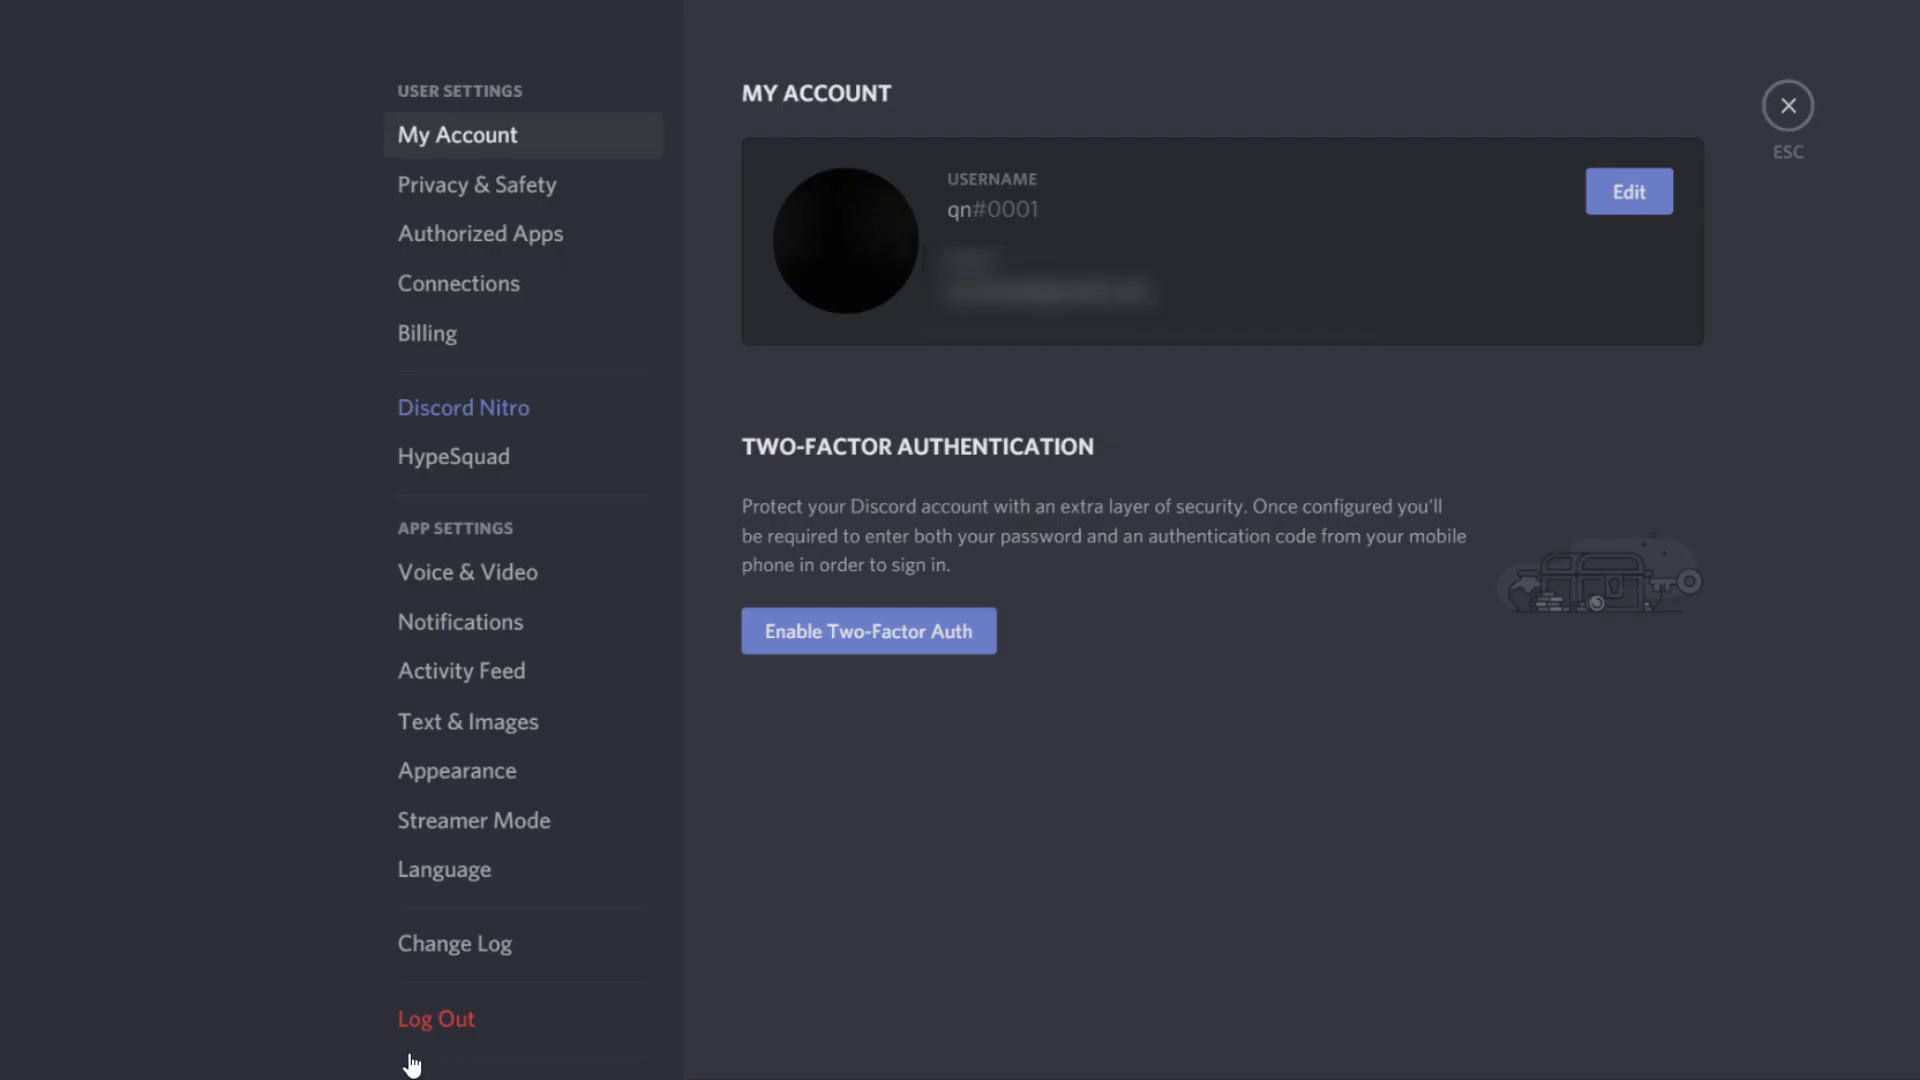 USER SETTINGS
My Account
Privacy & Safety
Authorized Apps
Connections
Billing
Discord Nitro
HypeSquad
APP SETTINGS
Voice & Video
Notifications
Activity Feed
Text & Images
Appearance
Streamer Mode
Language
Change Log
Log Out
MY ACCOUNT
USERNAME
qn#0001
Edit
ESC
TWO-FACTOR AUTHENTICATION
Protect your Discord account with an extra layer of security. Once configured you'll
be required to enter both your password and an authentication code from your mobile
phone in order to sign in.
Enable Two-Factor Auth